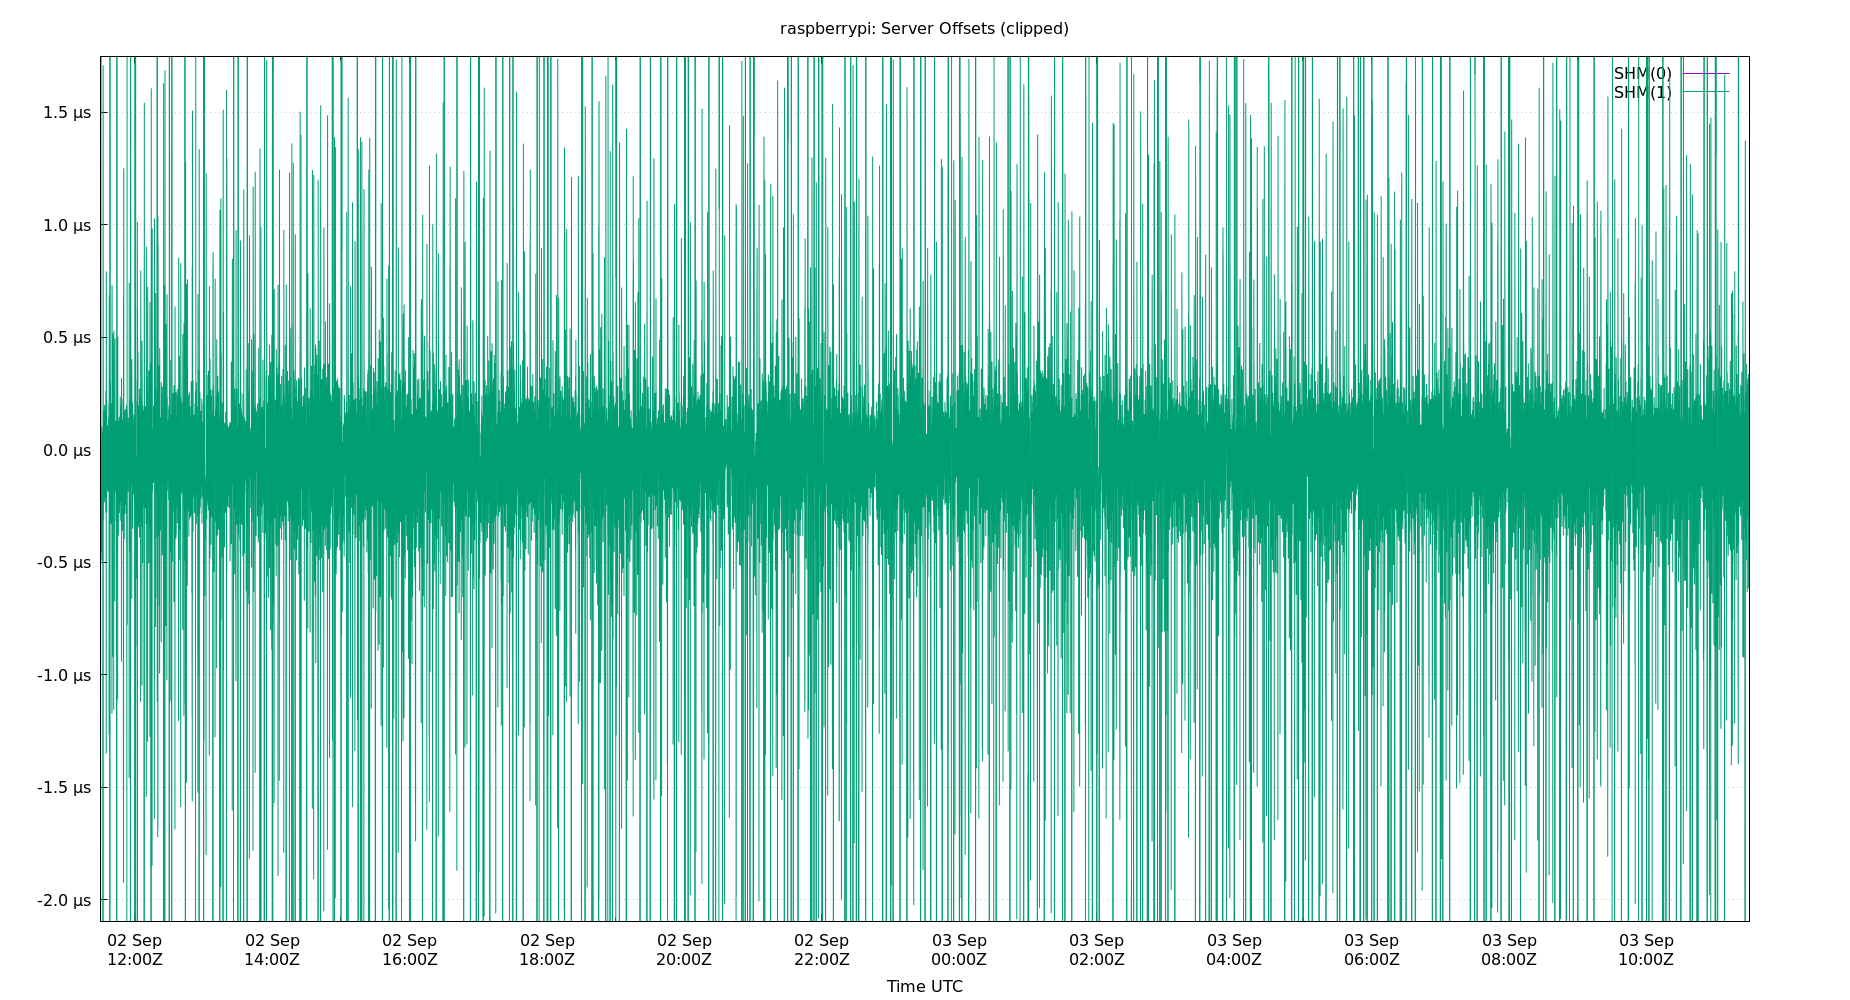 raspberrypi: Server Offsets (clipped)
SHM(0)
SHM(1)
1.5 µs
1.0 µs
0.5 µs
0.0 µs
-0.5 µs
-1.0 µs
-1.5 µs
-2.0 µs
02 Sep 02 Sep 02 Sep 02 Sep 02 Sep 02 Sep 03 Sep 03 Sep 03 Sep 03 Sep 03 Sep 03 Sep
12:00Z 14:00Z 16:00Z 18:00Z 20:00Z 22:00Z 00:00Z 02:00Z 04:00Z 06:00Z 08:00Z 10:00Z
Time UTC